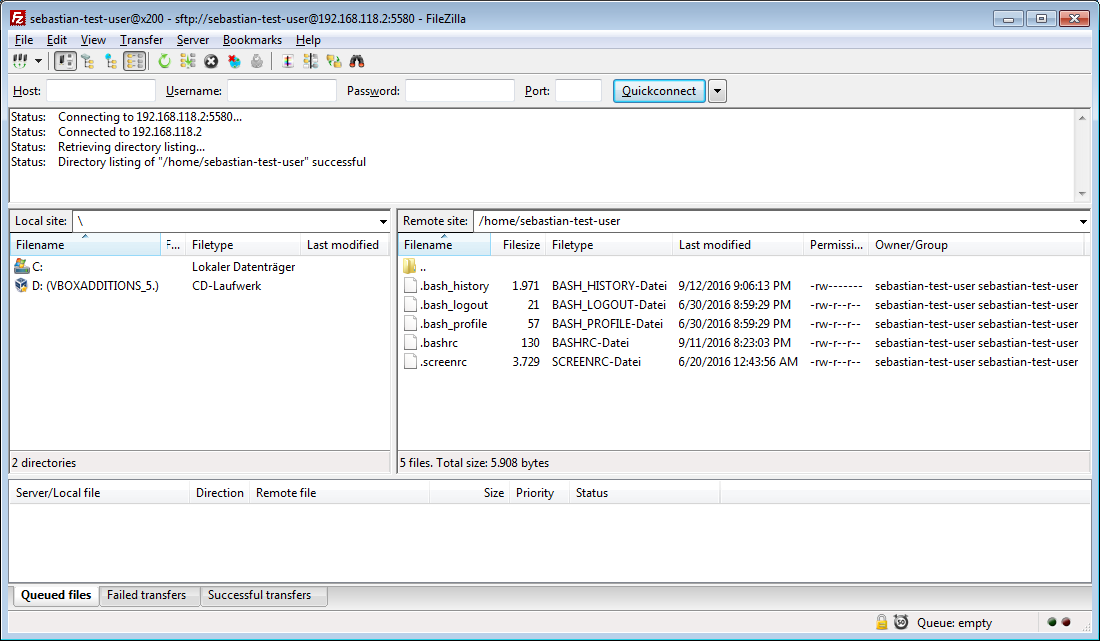 sebastian-test-user@x200 - sftp://sebastian-test-user@192.168.118.2:5580 - FileZilla
File Edit View Transfer Server Bookmarks Help
Host: Username: Password: Port: Quickconnect
Status: Connecting to 192.168.118.2:5580...
Status: Connected to 192.168.118.2
Status: Retrieving directory listing...
Status: Directory listing of "/home/sebastian-test-user" successful
Local site: \
Filename F... Filetype Last modified
C: Lokaler Datenträger
D: (VBOXADDITIONS_5.) CD-Laufwerk
2 directories
Remote site: /home/sebastian-test-user
Filename Filesize Filetype Last modified Permissi... Owner/Group
..
.bash_history 1.971 BASH_HISTORY-Datei 9/12/2016 9:06:13 PM -rw------- sebastian-test-user sebastian-test-user
.bash_logout 21 BASH_LOGOUT-Datei 6/30/2016 8:59:29 PM -rw-r--r-- sebastian-test-user sebastian-test-user
.bash_profile 57 BASH_PROFILE-Datei 6/30/2016 8:59:29 PM -rw-r--r-- sebastian-test-user sebastian-test-user
.bashrc 130 BASHRC-Datei 9/11/2016 8:23:03 PM -rw-r--r-- sebastian-test-user sebastian-test-user
.screenrc 3.729 SCREENRC-Datei 6/20/2016 12:43:56 AM -rw-r--r-- sebastian-test-user sebastian-test-user
5 files. Total size: 5.908 bytes
Server/Local file Direction Remote file Size Priority Status
Queued files Failed transfers Successful transfers
Queue: empty